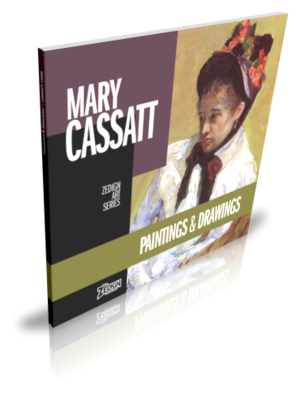 MARY
CASSATT
ZEDIGN
ART
SERIES
PAINTINGS & DRAWINGS
ZEDIGN